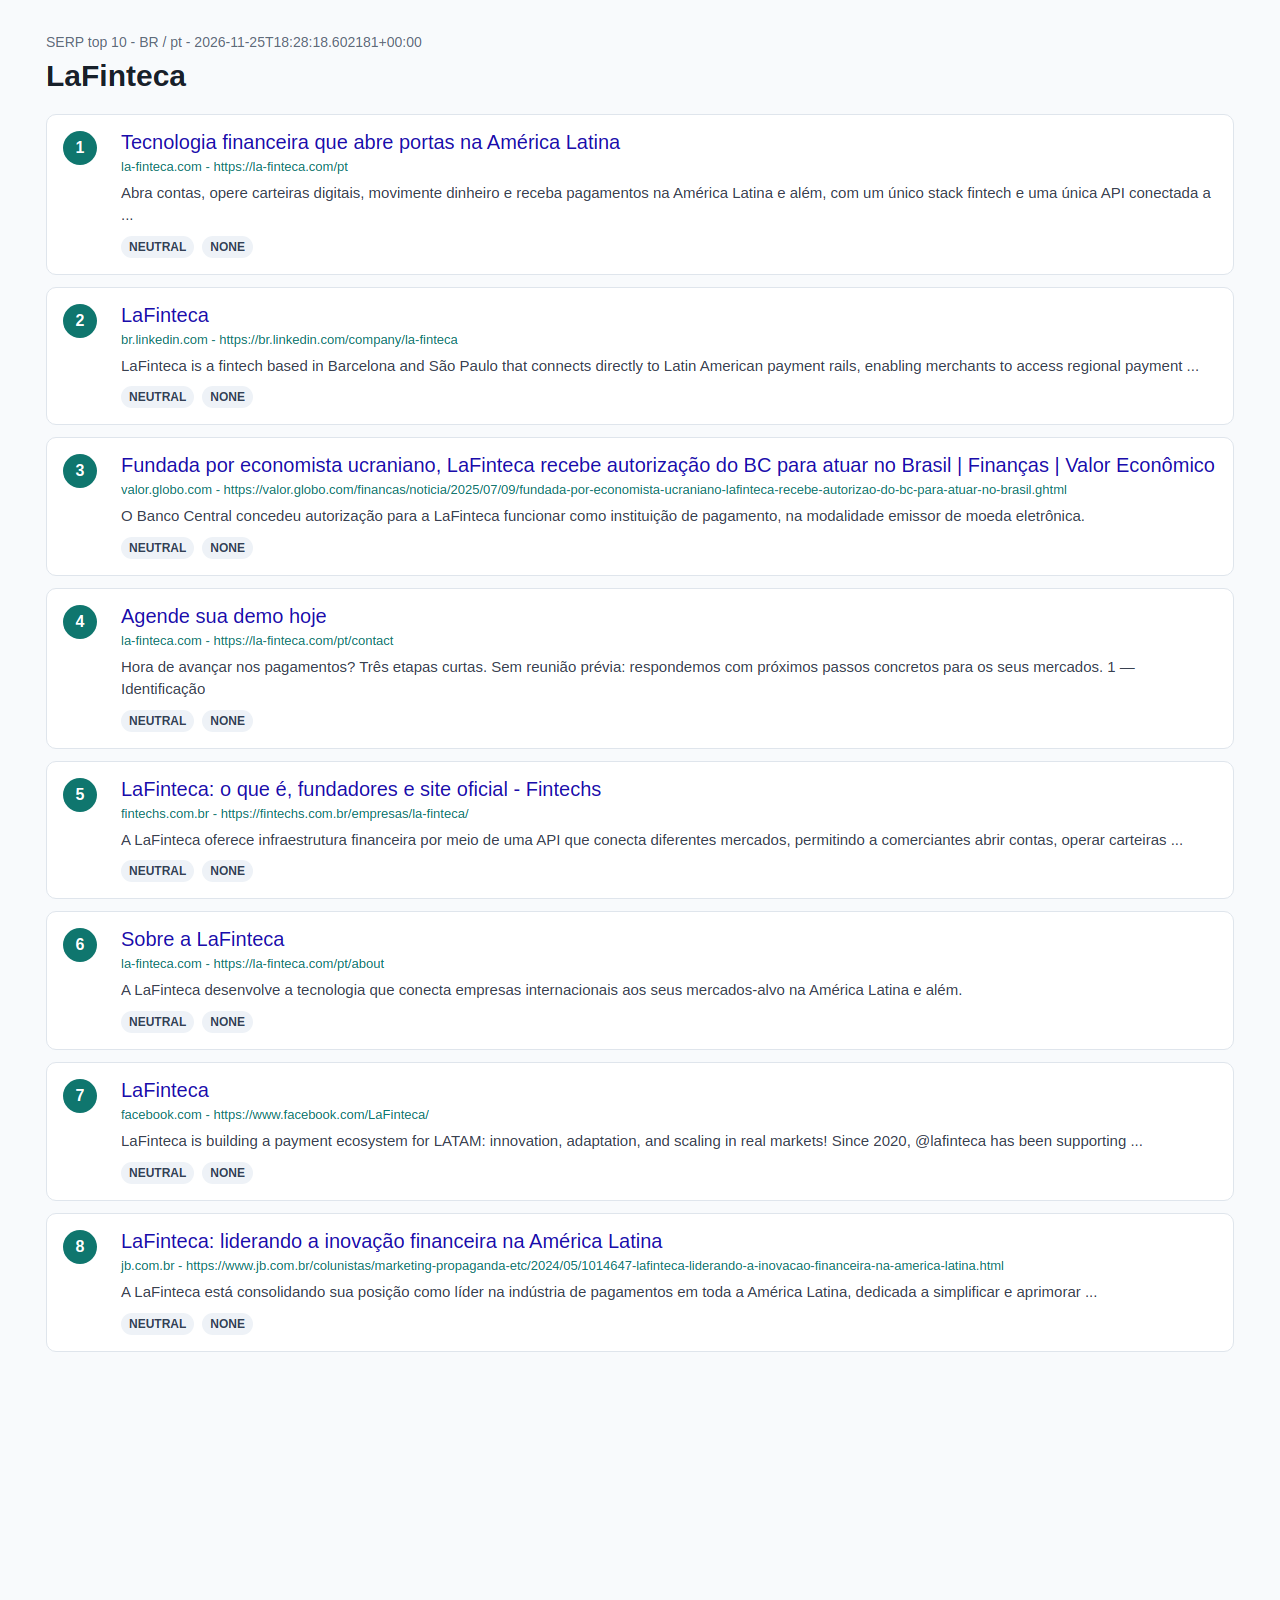 SERP top 10 - BR / pt - 2026-11-25T18:28:18.602181+00:00
LaFinteca
1
Tecnologia financeira que abre portas na América Latina
la-finteca.com - https://la-finteca.com/pt
Abra contas, opere carteiras digitais, movimente dinheiro e receba pagamentos na América Latina e além, com um único stack fintech e uma única API conectada a
...
NEUTRAL NONE
2
LaFinteca
br.linkedin.com - https://br.linkedin.com/company/la-finteca
LaFinteca is a fintech based in Barcelona and São Paulo that connects directly to Latin American payment rails, enabling merchants to access regional payment ...
NEUTRAL NONE
3
Fundada por economista ucraniano, LaFinteca recebe autorização do BC para atuar no Brasil | Finanças | Valor Econômico
valor.globo.com - https://valor.globo.com/financas/noticia/2025/07/09/fundada-por-economista-ucraniano-lafinteca-recebe-autorizao-do-bc-para-atuar-no-brasil.ghtml
O Banco Central concedeu autorização para a LaFinteca funcionar como instituição de pagamento, na modalidade emissor de moeda eletrônica.
NEUTRAL NONE
4
Agende sua demo hoje
la-finteca.com - https://la-finteca.com/pt/contact
Hora de avançar nos pagamentos? Três etapas curtas. Sem reunião prévia: respondemos com próximos passos concretos para os seus mercados. 1 —
Identificação
NEUTRAL NONE
5
LaFinteca: o que é, fundadores e site oficial - Fintechs
fintechs.com.br - https://fintechs.com.br/empresas/la-finteca/
A LaFinteca oferece infraestrutura financeira por meio de uma API que conecta diferentes mercados, permitindo a comerciantes abrir contas, operar carteiras ...
NEUTRAL NONE
6
Sobre a LaFinteca
la-finteca.com - https://la-finteca.com/pt/about
A LaFinteca desenvolve a tecnologia que conecta empresas internacionais aos seus mercados-alvo na América Latina e além.
NEUTRAL NONE
7
LaFinteca
facebook.com - https://www.facebook.com/LaFinteca/
LaFinteca is building a payment ecosystem for LATAM: innovation, adaptation, and scaling in real markets! Since 2020, @lafinteca has been supporting ...
NEUTRAL NONE
8
LaFinteca: liderando a inovação financeira na América Latina
jb.com.br - https://www.jb.com.br/colunistas/marketing-propaganda-etc/2024/05/1014647-lafinteca-liderando-a-inovacao-financeira-na-america-latina.html
A LaFinteca está consolidando sua posição como líder na indústria de pagamentos em toda a América Latina, dedicada a simplificar e aprimorar ...
NEUTRAL NONE